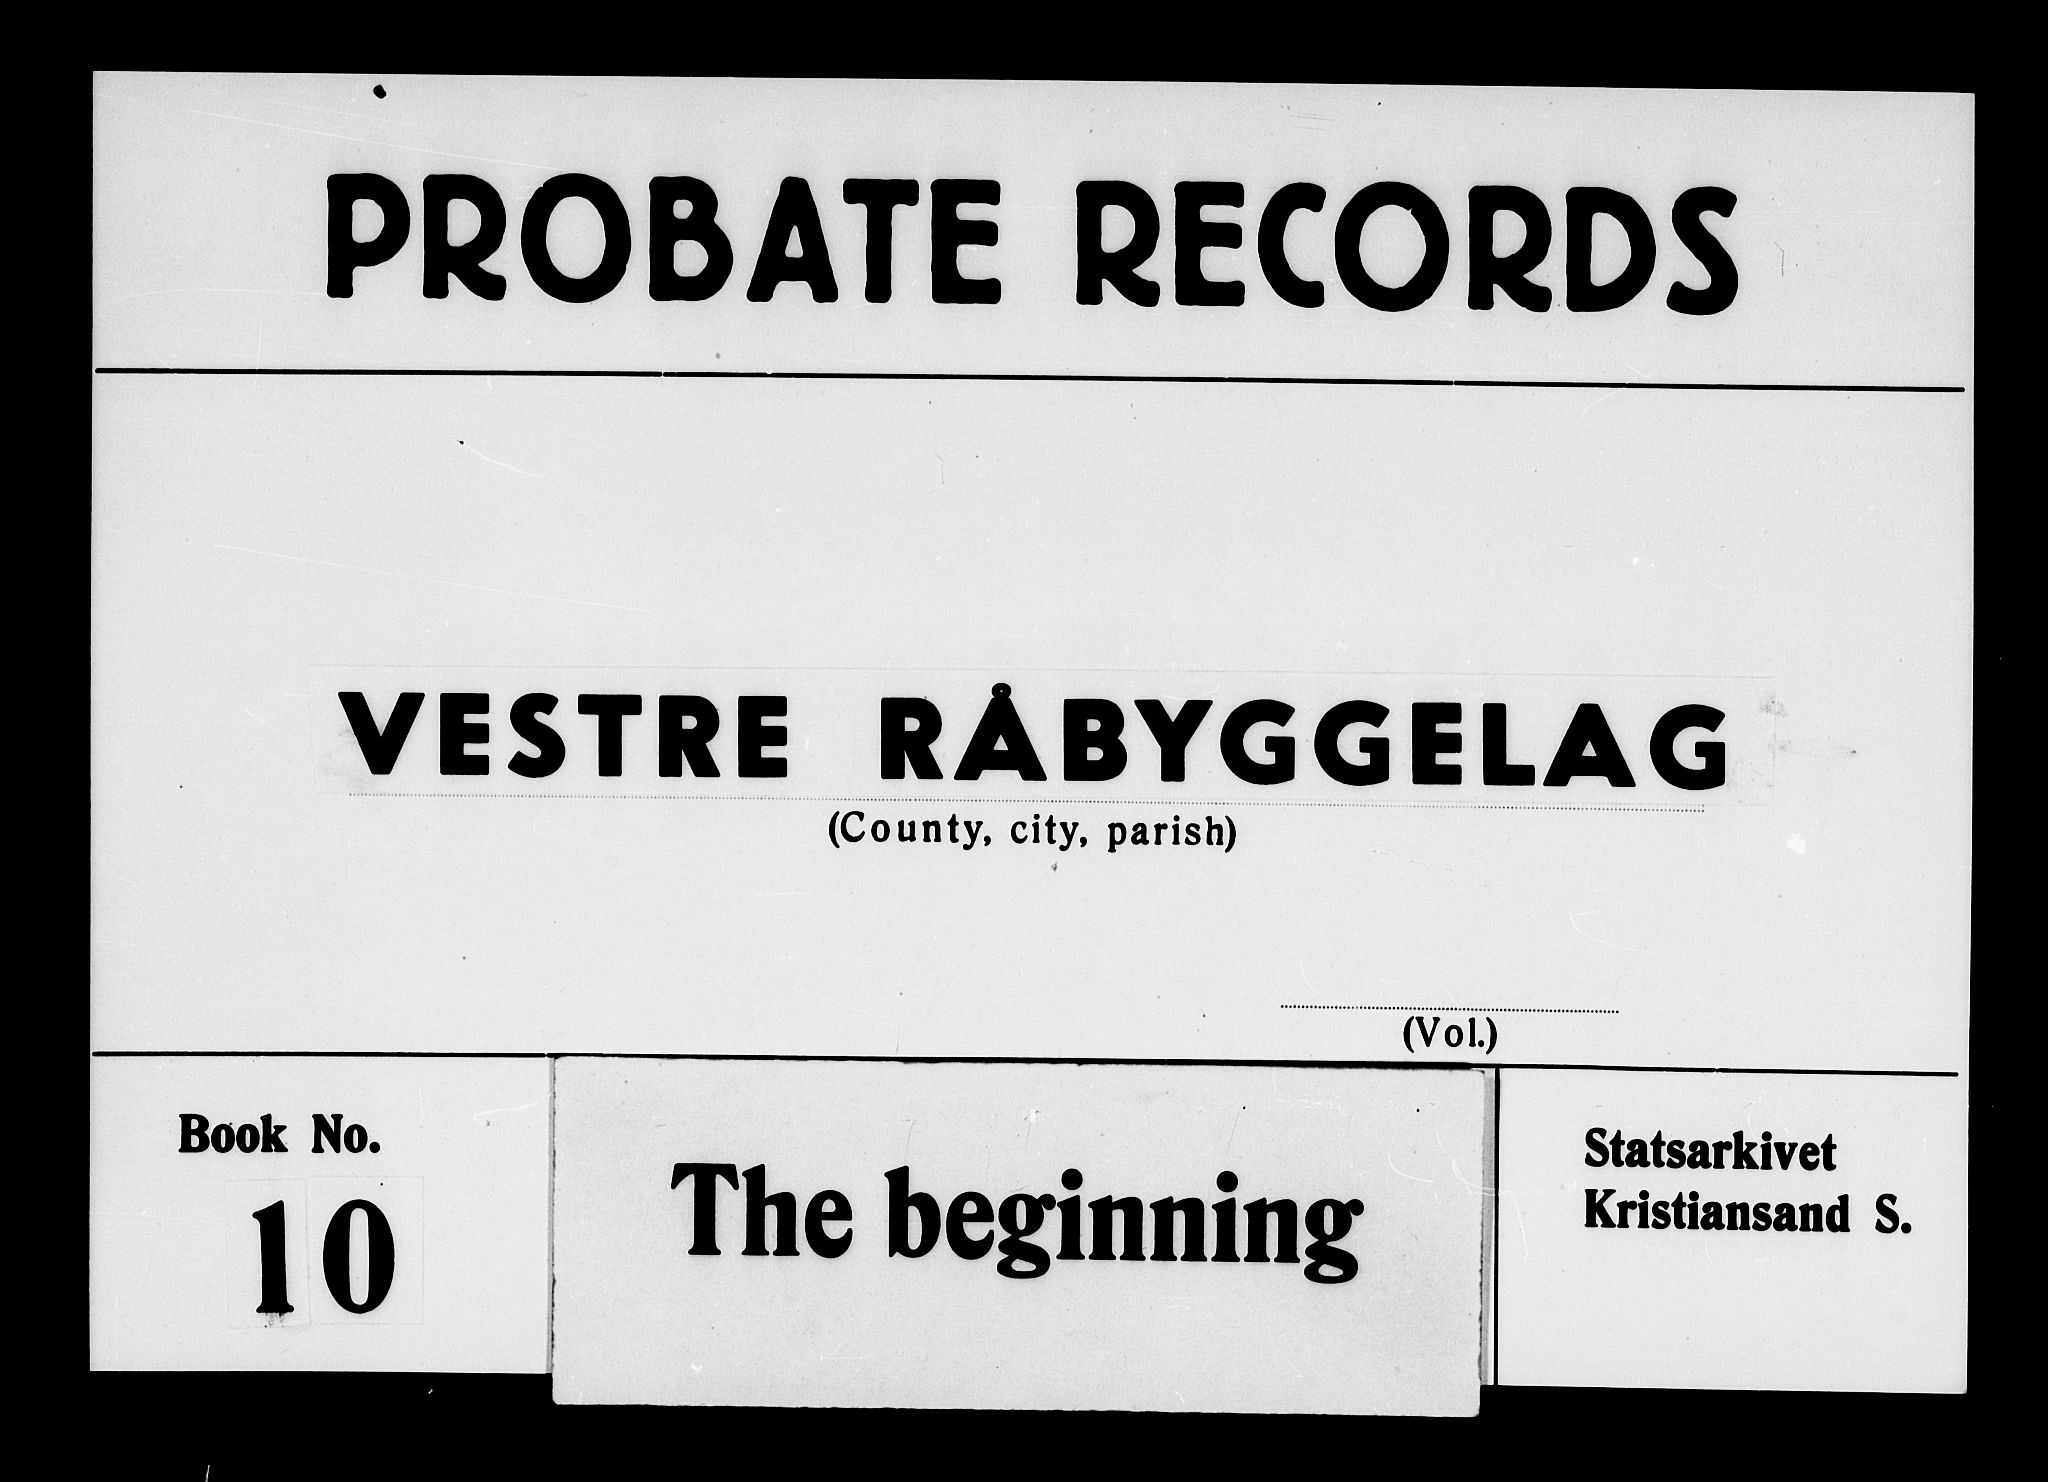 PROBATE RECORDS
VESTRE RÅBYGGELAG
(County, city, parish)
(Vol.)
Book No.
10
The beginning
Statsarkivet
Kristiansand S.